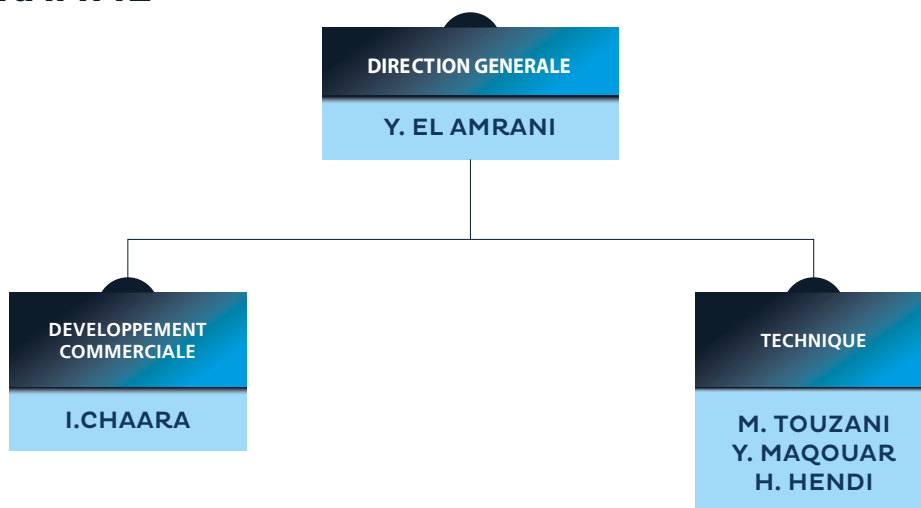 DIRECTION GENERALE
Y. EL AMRANI
DEVELOPPEMENT
COMMERCIALE
I.CHAARA
TECHNIQUE
M. TOUZANI
Y. MAQOUAR
H. HENDI